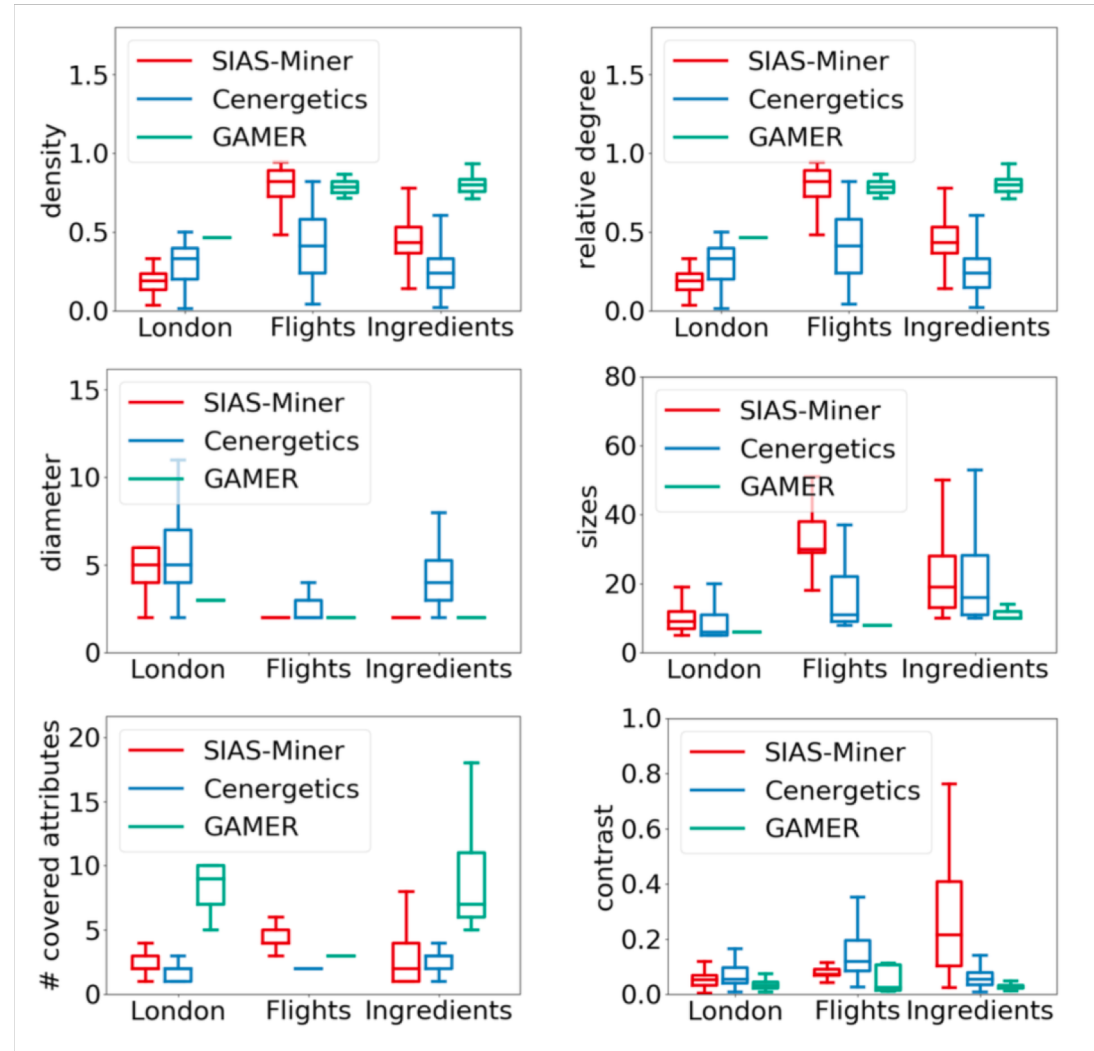 density
1.5
1.0
0.5
0.0
SIAS-Miner
Cenergetics
GAMER
London Flights Ingredients
relative degree
1.5
1.0
0.5
0.0
SIAS-Miner
Cenergetics
GAMER
London Flights Ingredients
diameter
15
10
5
0
SIAS-Miner
Cenergetics
GAMER
London Flights Ingredients
sizes
80
60
40
20
0
SIAS-Miner
Cenergetics
GAMER
London Flights Ingredients
# covered attributes
20
15
10
5
0
SIAS-Miner
Cenergetics
GAMER
London Flights Ingredients
contrast
1.0
0.8
0.6
0.4
0.2
0.0
SIAS-Miner
Cenergetics
GAMER
London Flights Ingredients